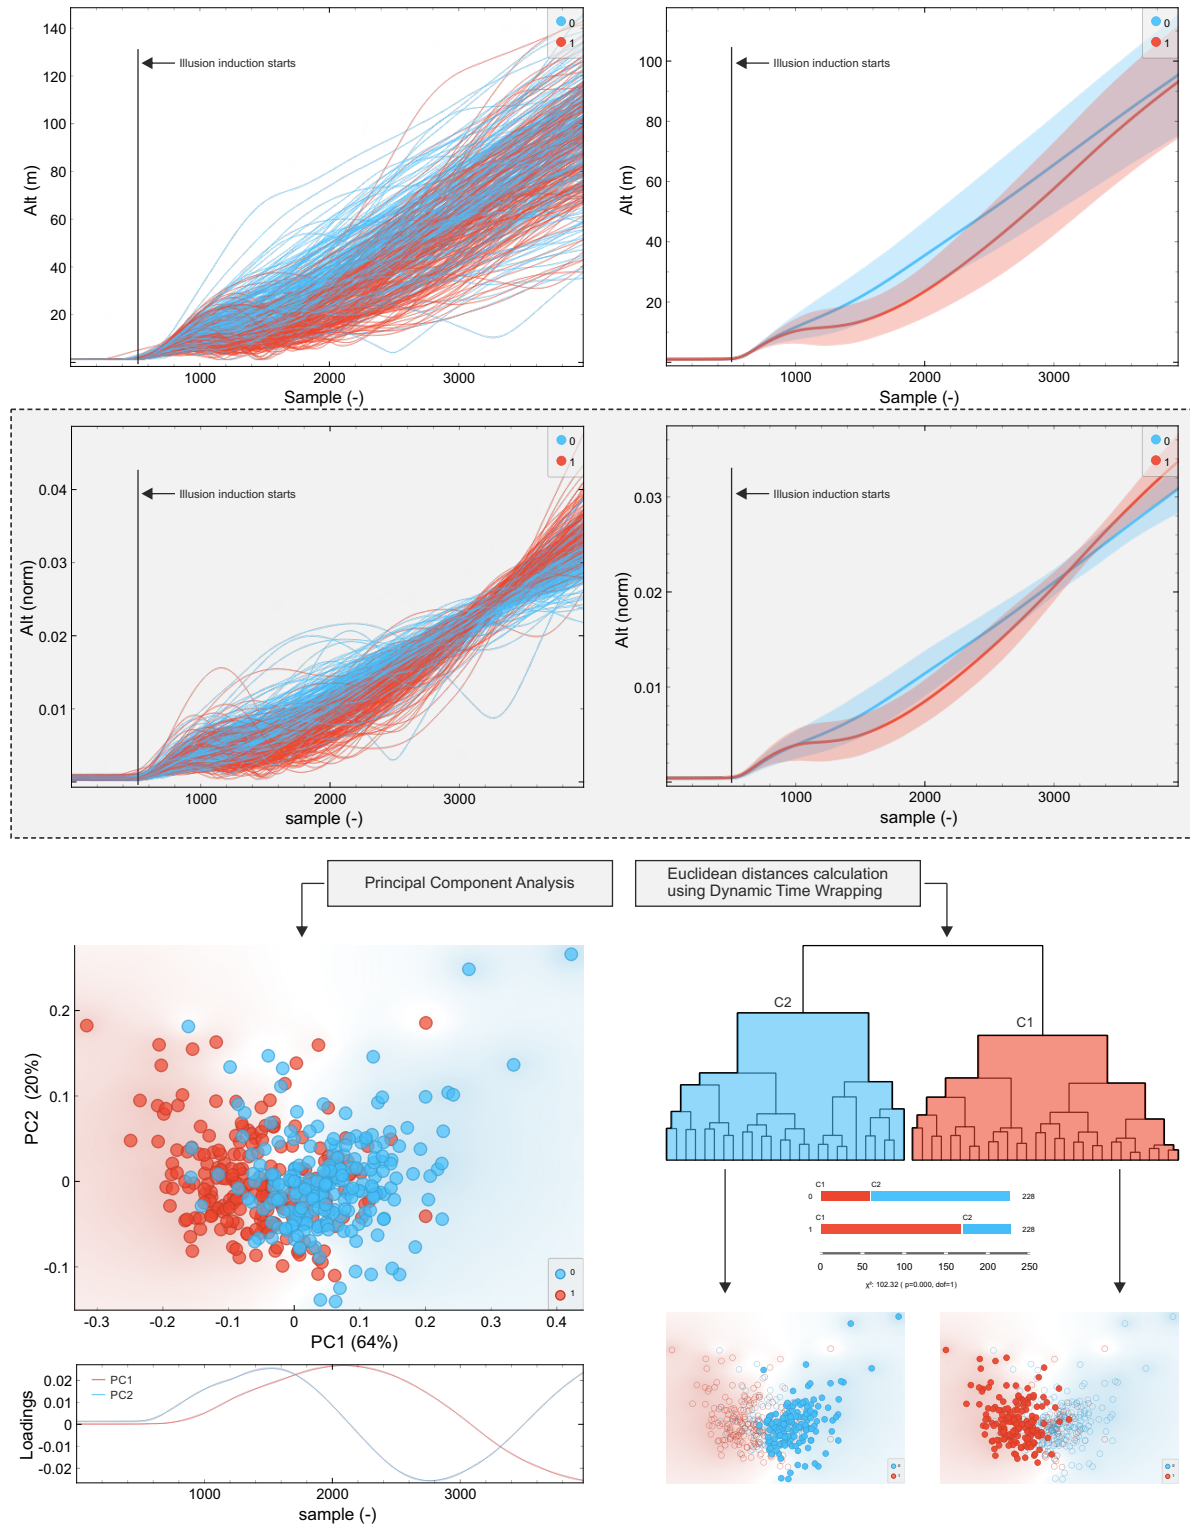 140
120
100
80
60
40
20
Alt (m)
0
1
Illusion induction starts
1000
2000
3000
Sample (-)
100
80
60
40
20
Alt (m)
0
1
Illusion induction starts
1000
2000
3000
Sample (-)
0.04
0.03
0.02
0.01
Alt (norm)
0
1
Illusion induction starts
1000
2000
3000
sample (-)
0.03
0.02
0.01
Alt (norm)
0
1
Illusion induction starts
1000
2000
3000
sample (-)
Principal Component Analysis
Euclidean distances calculation
using Dynamic Time Wrapping
0.2
0.1
0
-0.1
PC2 (20%)
0
1
-0.3
-0.2
-0.1
0
0.1
0.2
0.3
0.4
PC1 (64%)
0.02
0.01
0
-0.01
-0.02
Loadings
PC1
PC2
1000
2000
3000
sample (-)
C2
C1
C1
C2
0
228
C1
C2
1
228
0
50
100
150
200
250
χ²: 102.32 ( p=0.000, dof=1)
0
1
0
1